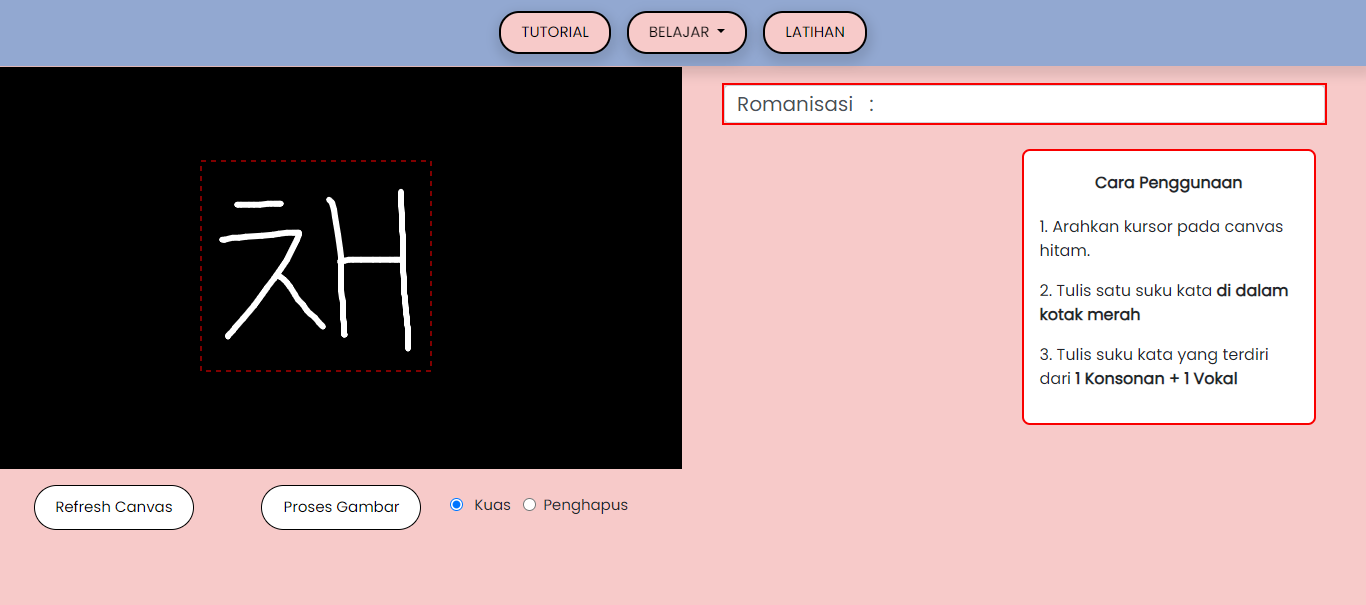 TUTORIAL
BELAJAR
LATIHAN
채
Romanisasi :
Cara Penggunaan
1. Arahkan kursor pada canvas
hitam.
2. Tulis satu suku kata di dalam
kotak merah
3. Tulis suku kata yang terdiri
dari 1 Konsonan + 1 Vokal
Refresh Canvas
Proses Gambar
Kuas
Penghapus